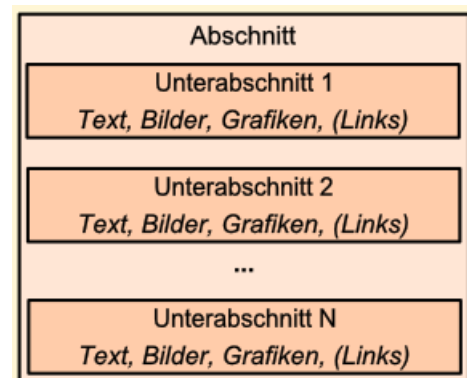 Abschnitt
Unterabschnitt 1
Text, Bilder, Grafiken, (Links)
Unterabschnitt 2
Text, Bilder, Grafiken, (Links)
...
Unterabschnitt N
Text, Bilder, Grafiken, (Links)